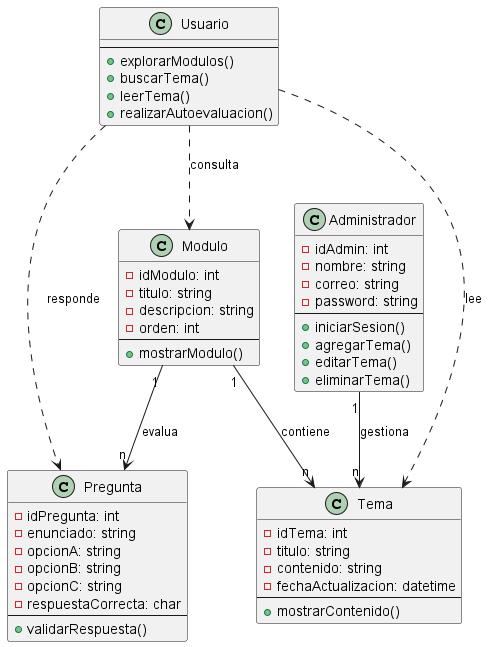 C Usuario
explorarModulos()
buscarTema()
leerTema()
realizarAutoevaluacion()
consulta
responde
lee
C Modulo
idModulo: int
titulo: string
descripcion: string
orden: int
mostrarModulo()
C Administrador
idAdmin: int
nombre: string
correo: string
password: string
iniciarSesion()
agregarTema()
editarTema()
eliminarTema()
1
evalua
n
1
contiene
n
1
gestiona
n
C Pregunta
idPregunta: int
enunciado: string
opcionA: string
opcionB: string
opcionC: string
respuestaCorrecta: char
validarRespuesta()
C Tema
idTema: int
titulo: string
contenido: string
fechaActualizacion: datetime
mostrarContenido()